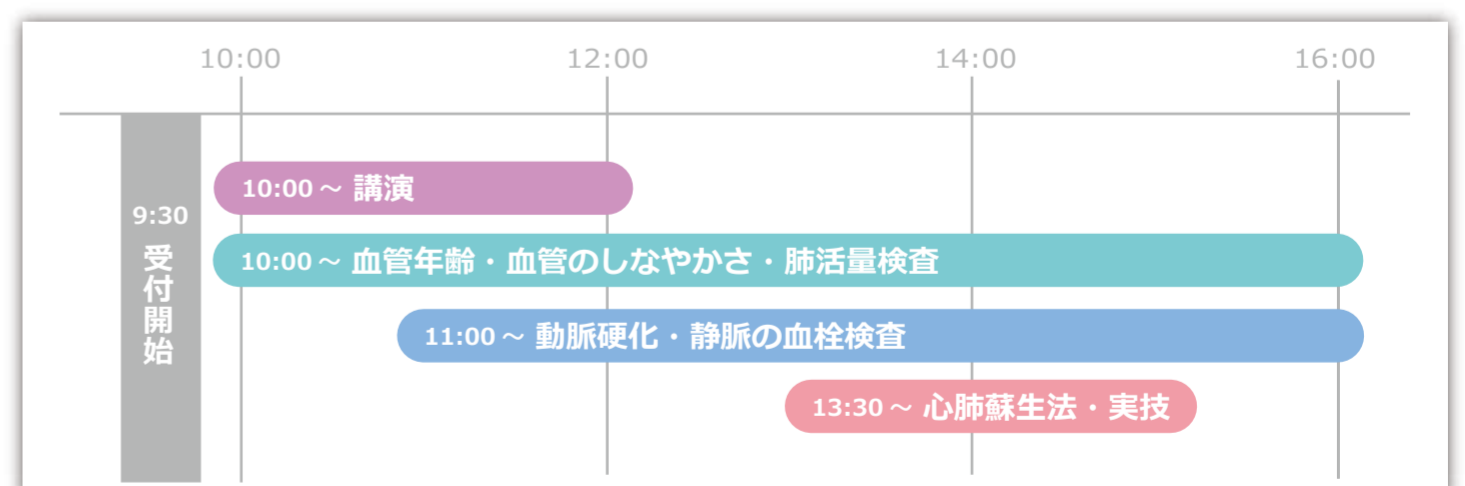 10:00
12:00
14:00
16:00
9:30
受付開始
10:00～ 講演
10:00～ 血管年齢・血管のしなやかさ・肺活量検査
11:00～ 動脈硬化・静脈の血栓検査
13:30～ 心肺蘇生法・実技